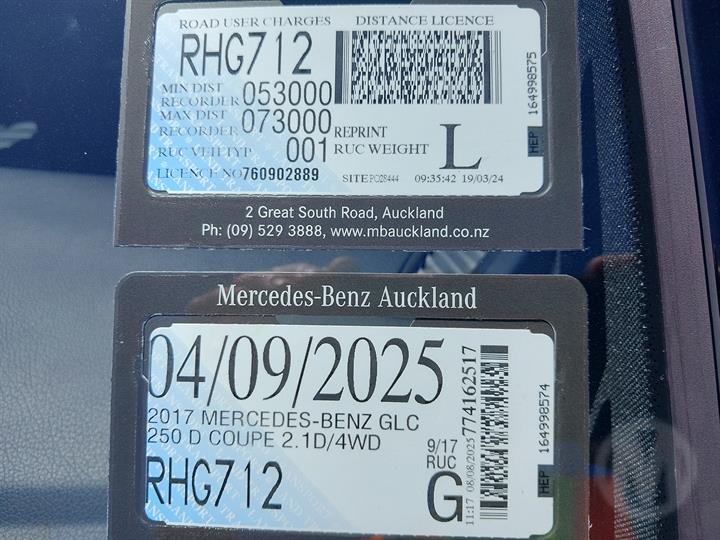 ROAD USER CHARGES DISTANCE LICENCE
RHG712
MIN DIST
RECORDER 053000
MAX DIST
RECORDER 073000
REPRINT
RUC VEH TYP 001
RUC WEIGHT L
LICENCE NO 760902889
SITE PO28444 09:35:42 19/03/24
HEP 164998575
2 Great South Road, Auckland
Ph: (09) 529 3888, www.mbauckland.co.nz
Mercedes-Benz Auckland
04/09/2025
2017 MERCEDES-BENZ GLC
250 D COUPE 2.1D/4WD
9/17
RUC
RHG712
G
11:17 08/08/2025 774162517
HEP 164998574